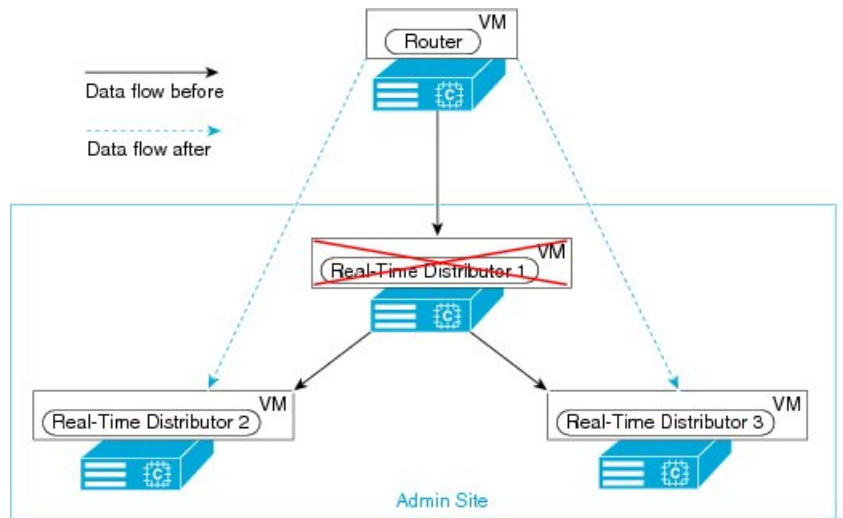 VM
Router
Data flow before
Data flow after
VM
Real-Time Distributor 1
VM
Real-Time Distributor 2
VM
Real-Time Distributor 3
C
C
C
C
Admin Site